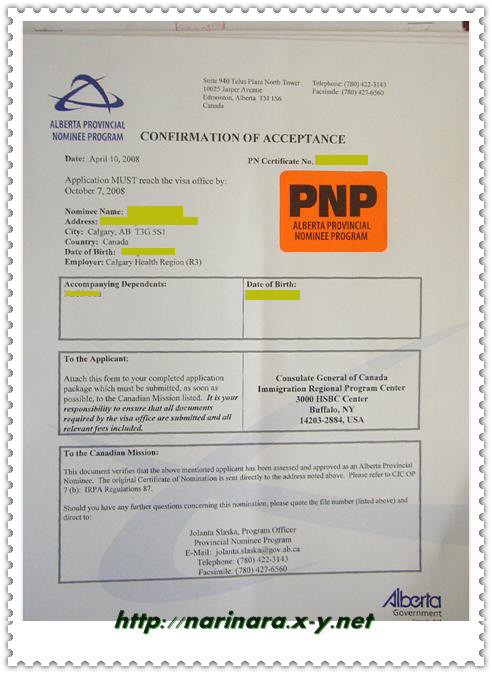 Suite 940 Telus Plaza North Tower
10025 Jasper Avenue
Edmonton, Alberta T5J 1S6
Canada
Telephone: (780) 422-3143
Facsimile: (780) 427-6560
ALBERTA PROVINCIAL
NOMINEE PROGRAM
CONFIRMATION OF ACCEPTANCE
Date: April 10, 2008
PN Certificate No.
Application MUST reach the visa office by:
October 7, 2008
PNP
ALBERTA PROVINCIAL
NOMINEE PROGRAM
Nominee Name:
Address:
City: Calgary, AB T3G 5S1
Country: Canada
Date of Birth:
Employer: Calgary Health Region (R3)
Accompanying Dependents:
Date of Birth:
To the Applicant:
Attach this form to your completed application
package which must be submitted, as soon as
possible, to the Canadian Mission listed. It is your
responsibility to ensure that all documents
required by the visa office are submitted and all
relevant fees included.
Consulate General of Canada
Immigration Regional Program Center
3000 HSBC Center
Buffalo, NY
14203-2884, USA
To the Canadian Mission:
This document verifies that the above mentioned applicant has been assessed and approved as an Alberta Provincial
Nominee. The original Certificate of Nomination is sent directly to the address noted above. Please refer to CIC OP
7 (b): IRPA Regulations 87.
Should you have any further questions concerning this nomination, please quote the file number (listed above) and
direct to:
Jolanta Slaska, Program Officer
Provincial Nominee Program
E-Mail: jolanta.slaska@gov.ab.ca
Telephone: (780) 422-3143
Facsimile: (780) 427-6560
Alberta
Government
http://narinara.x-y.net